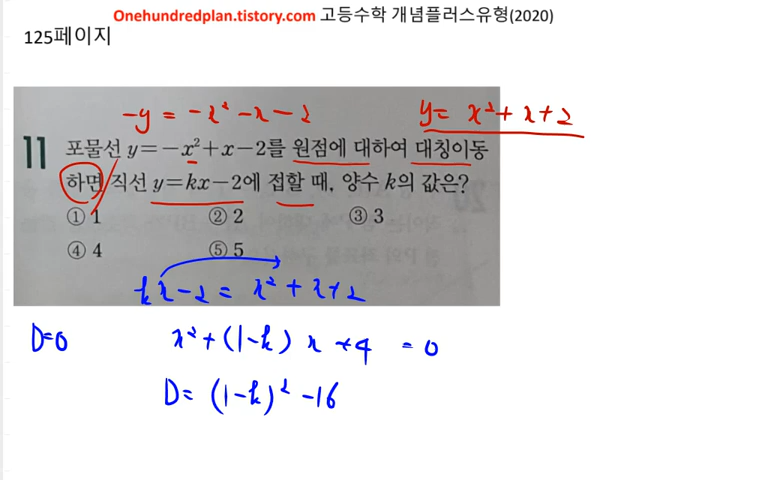 Onehundredplan.tistory.com 고등수학 개념플러스유형(2020)
125페이지
-y = -x² - x - 2
y = x² + x + 2
11 포물선 y=-x²+x-2를 원점에 대하여 대칭이동
하면 직선 y=kx-2에 접할 때, 양수 k의 값은?
① 1 ② 2 ③ 3
④ 4 ⑤ 5
kx - 2 = x² + x + 2
D=0 x² + (1-k) x + 4 = 0
D = (1-k)² - 16